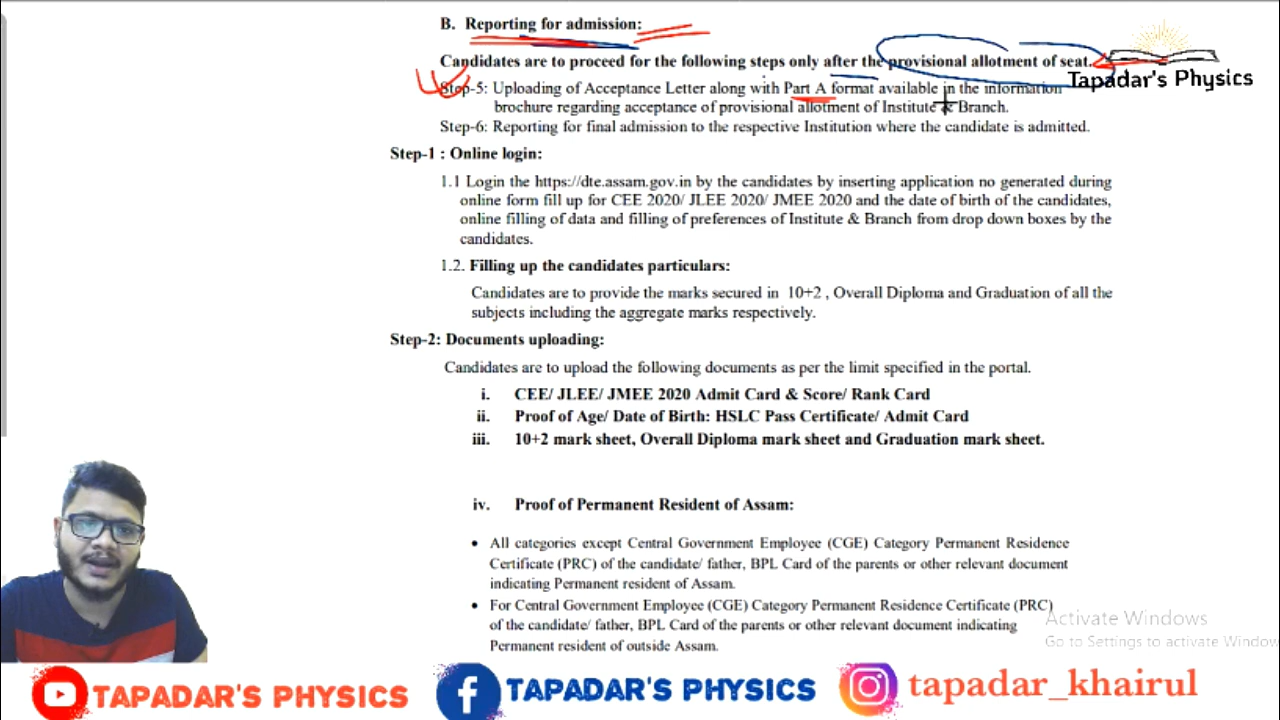 B. Reporting for admission:
Candidates are to proceed for the following steps only after the provisional allotment of seat.
Tapadar's Physics
Step-5: Uploading of Acceptance Letter along with Part A format available in the information
brochure regarding acceptance of provisional allotment of Institute & Branch.
Step-6: Reporting for final admission to the respective Institution where the candidate is admitted.
Step-1 : Online login:
1.1 Login the https://dte.assam.gov.in by the candidates by inserting application no generated during
online form fill up for CEE 2020/ JLEE 2020/ JMEE 2020 and the date of birth of the candidates,
online filling of data and filling of preferences of Institute & Branch from drop down boxes by the
candidates.
1.2. Filling up the candidates particulars:
Candidates are to provide the marks secured in 10+2 , Overall Diploma and Graduation of all the
subjects including the aggregate marks respectively.
Step-2: Documents uploading:
Candidates are to upload the following documents as per the limit specified in the portal.
i. CEE/ JLEE/ JMEE 2020 Admit Card & Score/ Rank Card
ii. Proof of Age/ Date of Birth: HSLC Pass Certificate/ Admit Card
iii. 10+2 mark sheet, Overall Diploma mark sheet and Graduation mark sheet.
iv. Proof of Permanent Resident of Assam:
• All categories except Central Government Employee (CGE) Category Permanent Residence
Certificate (PRC) of the candidate/ father, BPL Card of the parents or other relevant document
indicating Permanent resident of Assam.
• For Central Government Employee (CGE) Category Permanent Residence Certificate (PRC)
of the candidate/ father, BPL Card of the parents or other relevant document indicating
Permanent resident of outside Assam.
Activate Windows
Go to Settings to activate Window
TAPADAR'S PHYSICS
TAPADAR'S PHYSICS
tapadar_khairul